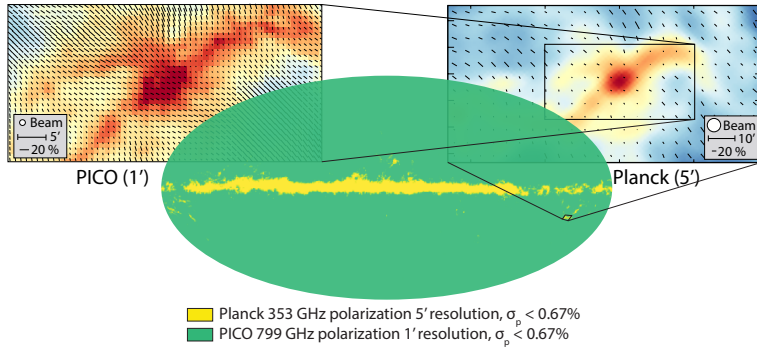 Beam
5′
20 %
PICO (1′)
Beam
10′
-20 %
Planck (5′)
Planck 353 GHz polarization 5′ resolution, σp < 0.67%
PICO 799 GHz polarization 1′ resolution, σp < 0.67%